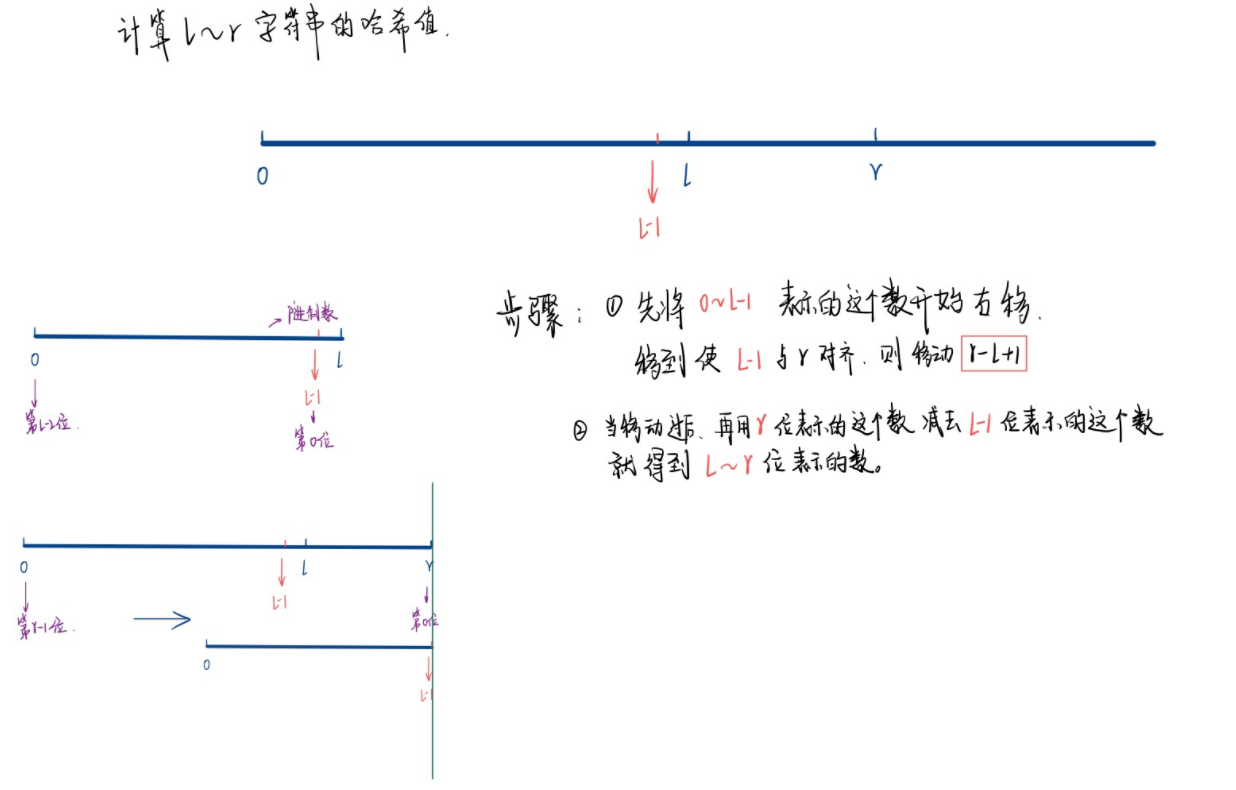 计算 l~r 字符串的哈希值.
0
l
r
L-1
步骤: ① 先将 0~L-1 表示的这个数开始右移.
移到使 L-1 与 r 对齐. 则移动 r-L+1
② 当移动过后、再用 r 位表示的这个数减去 L-1 位表示的这个数
就得到 L~r 位表示的数。
P进制数
0
l
L-1
第L-2位.
第0位
0
l
r
L-1
第r-1位.
第0位
0
L-1